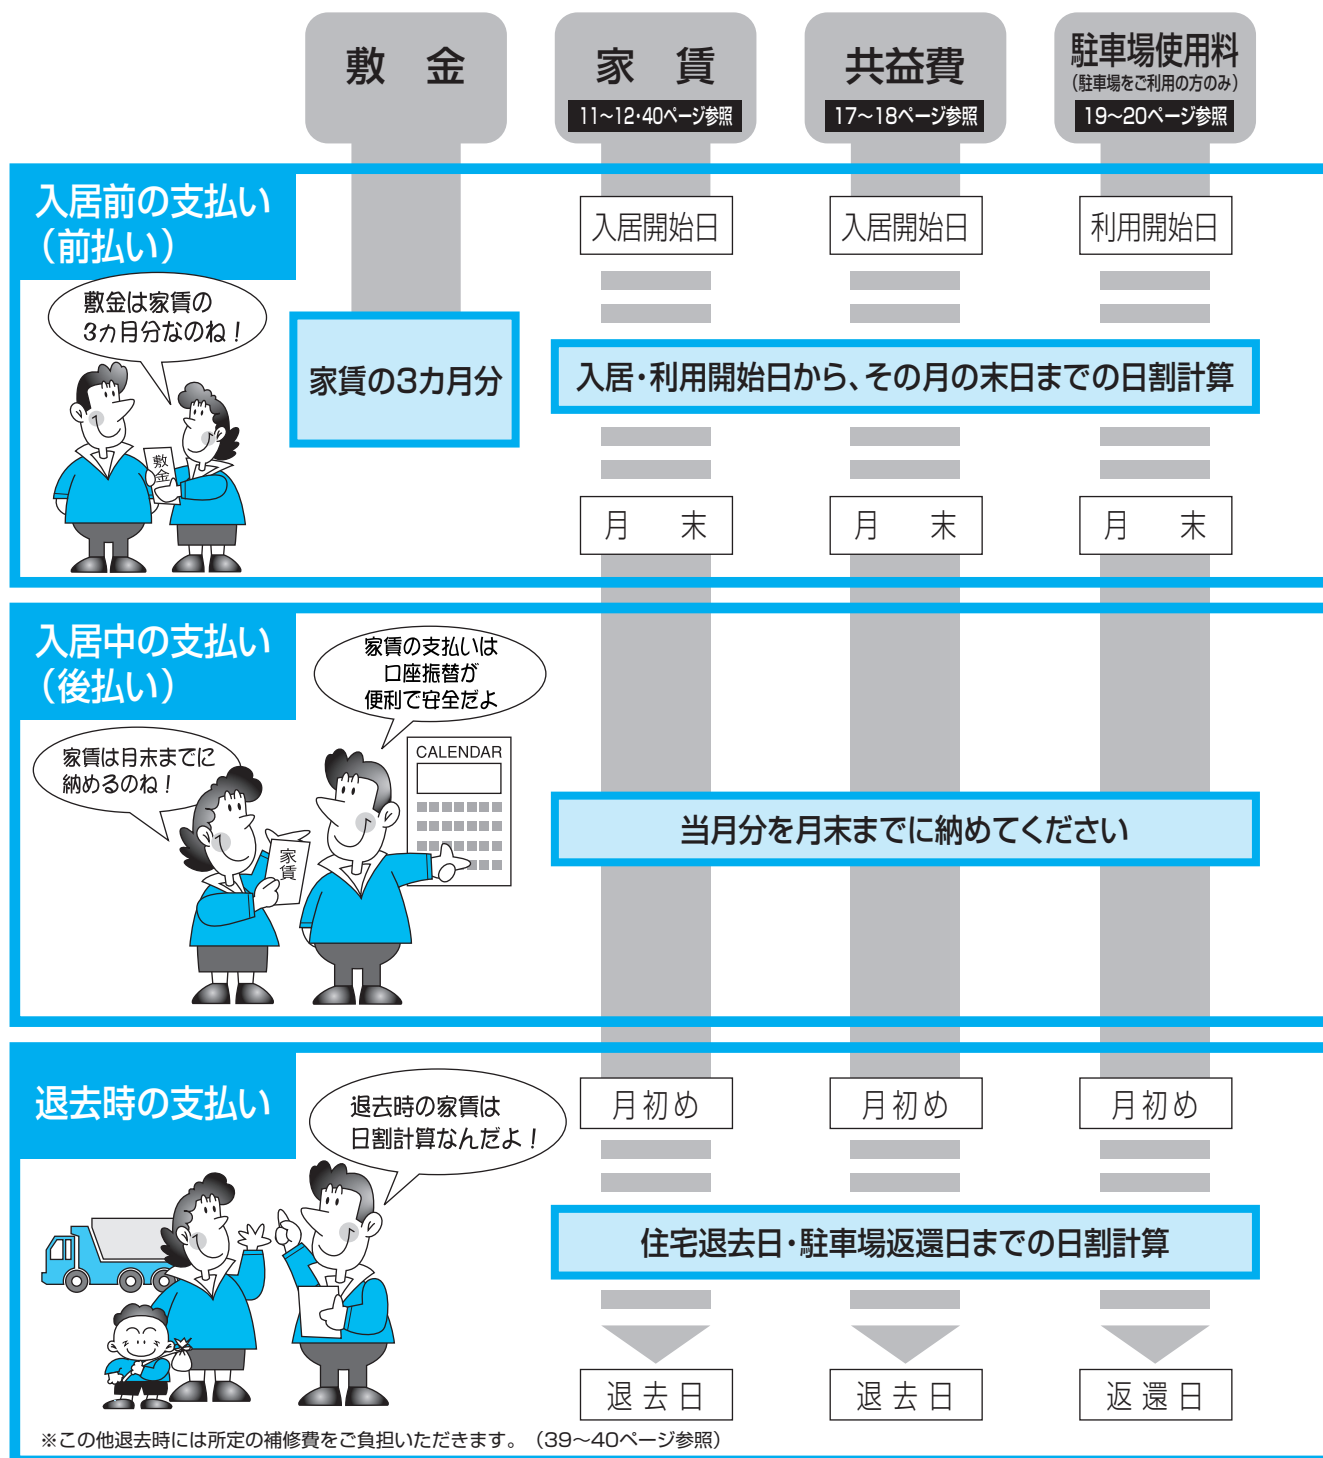 敷　金
家　賃
11〜12・40ページ参照
共益費
17〜18ページ参照
駐車場使用料
（駐車場をご利用の方のみ）
19〜20ページ参照
入居前の支払い
（前払い）
敷金は家賃の
3ヵ月分なのね！
敷金
家賃の3カ月分
入居開始日
入居開始日
利用開始日
入居・利用開始日から、その月の末日までの日割計算
月　末
月　末
月　末
入居中の支払い
（後払い）
家賃の支払いは
口座振替が
便利で安全だよ
家賃は月末までに
納めるのね！
CALENDAR
家賃
当月分を月末までに納めてください
退去時の支払い
退去時の家賃は
日割計算なんだよ！
月初め
月初め
月初め
住宅退去日・駐車場返還日までの日割計算
退去日
退去日
返還日
※この他退去時には所定の補修費をご負担いただきます。（39〜40ページ参照）